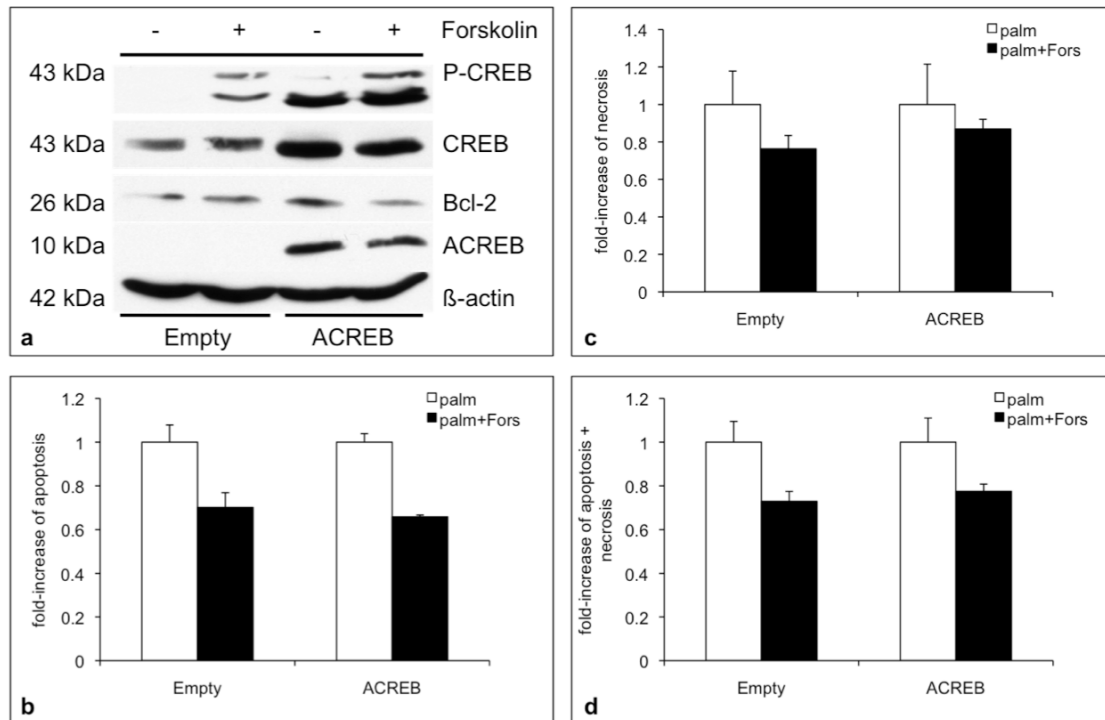 - + - + Forskolin
43 kDa P-CREB
43 kDa CREB
26 kDa Bcl-2
10 kDa ACREB
42 kDa ß-actin
Empty ACREB
a
fold-increase of necrosis
1.4
1.2
1
0.8
0.6
0.4
0.2
0
palm
palm+Fors
Empty ACREB
c
fold-increase of apoptosis
1.2
1
0.8
0.6
0.4
0.2
0
palm
palm+Fors
Empty ACREB
b
fold-increase of apoptosis +
necrosis
1.2
1
0.8
0.6
0.4
0.2
0
palm
palm+Fors
Empty ACREB
d